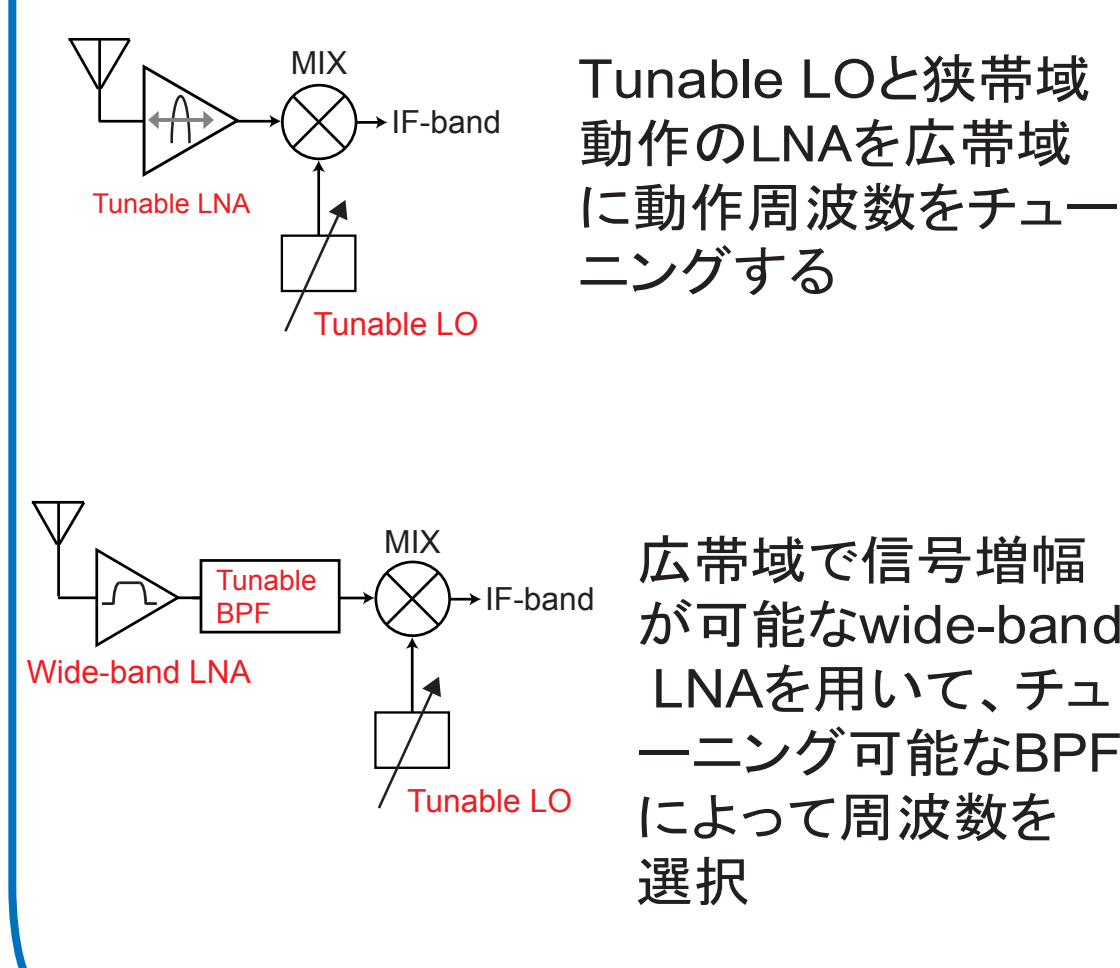 MIX
IF-band
Tunable LNA
Tunable LO
Tunable LOと狭帯域
動作のLNAを広帯域
に動作周波数をチュー
ニングする
MIX
Tunable
BPF
IF-band
Wide-band LNA
Tunable LO
広帯域で信号増幅
が可能なwide-band
LNAを用いて、チュ
ーニング可能なBPF
によって周波数を
選択